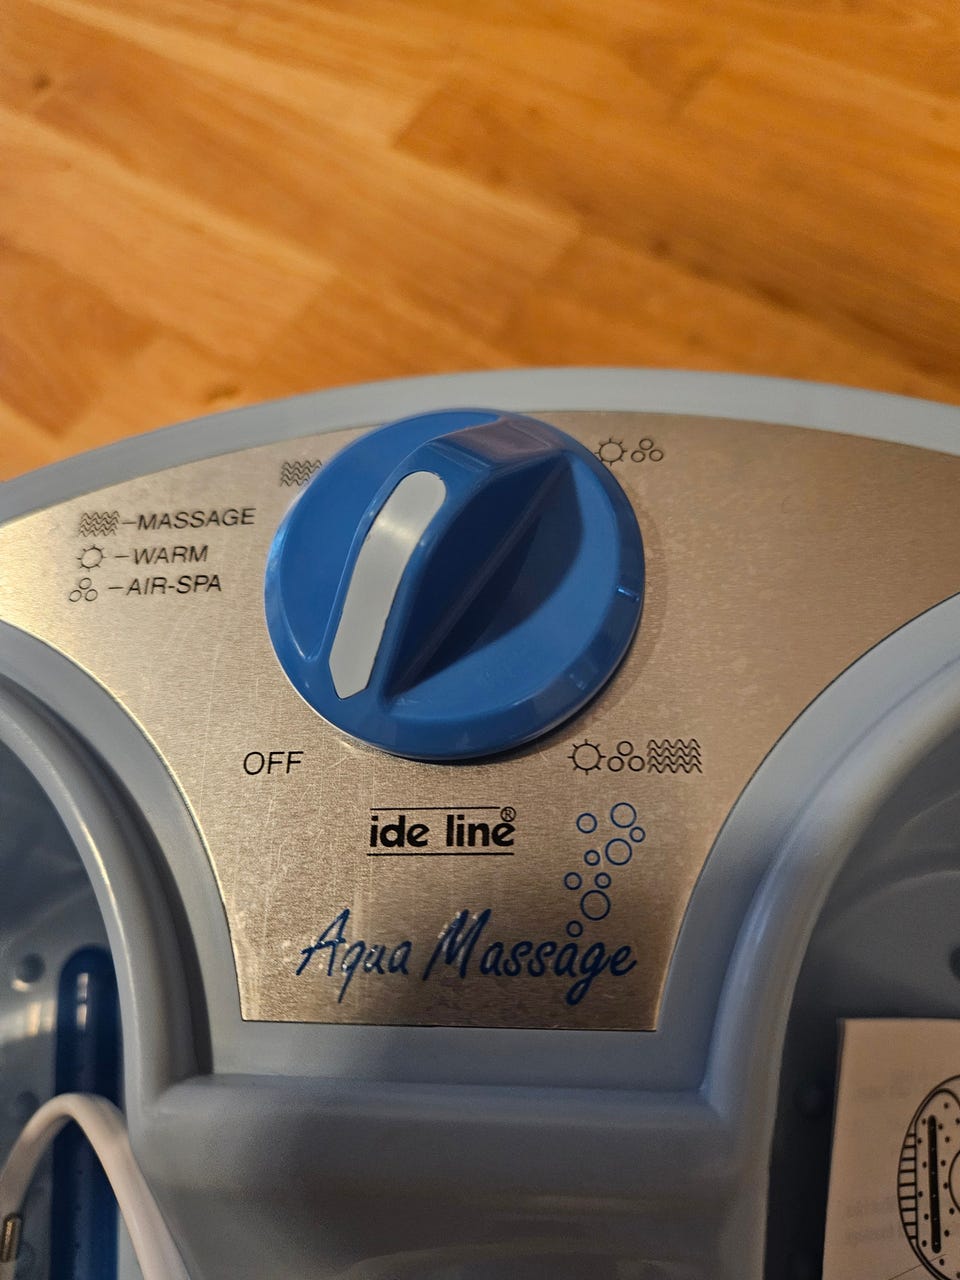 –MASSAGE
–WARM
–AIR-SPA
OFF
ide line®
Aqua Massage